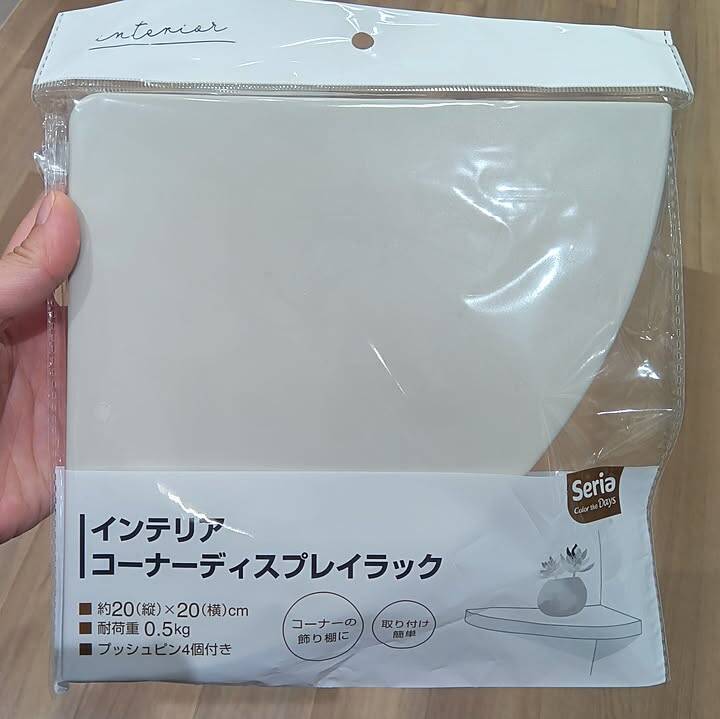 interior
Seria
Color the Days
インテリア
コーナーディスプレイラック
■ 約20(縦)×20(横)cm
■ 耐荷重 0.5kg
■ プッシュピン4個付き
コーナーの
飾り棚に
取り付け
簡単